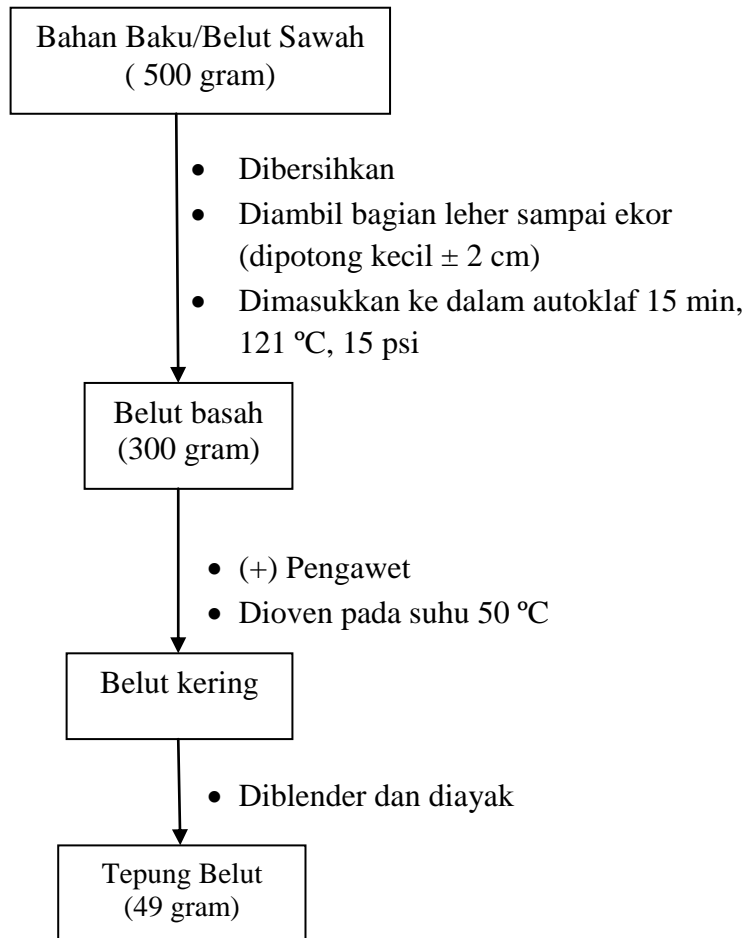 Bahan Baku/Belut Sawah
( 500 gram)
• Dibersihkan
• Diambil bagian leher sampai ekor
(dipotong kecil ± 2 cm)
• Dimasukkan ke dalam autoklaf 15 min,
121 ºC, 15 psi
Belut basah
(300 gram)
• (+) Pengawet
• Dioven pada suhu 50 ºC
Belut kering
• Diblender dan diayak
Tepung Belut
(49 gram)